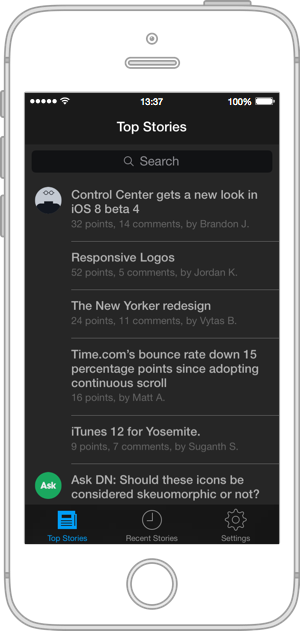 13:37
100%
Top Stories
Search
Control Center gets a new look in
iOS 8 beta 4
32 points, 14 comments, by Brandon J.
Responsive Logos
52 points, 5 comments, by Jordan K.
The New Yorker redesign
24 points, 11 comments, by Vytas B.
Time.com’s bounce rate down 15
percentage points since adopting
continuous scroll
16 points, by Matt A.
iTunes 12 for Yosemite.
9 points, 7 comments, by Suganth S.
Ask
Ask DN: Should these icons be
considered skeuomorphic or not?
Top Stories
Recent Stories
Settings